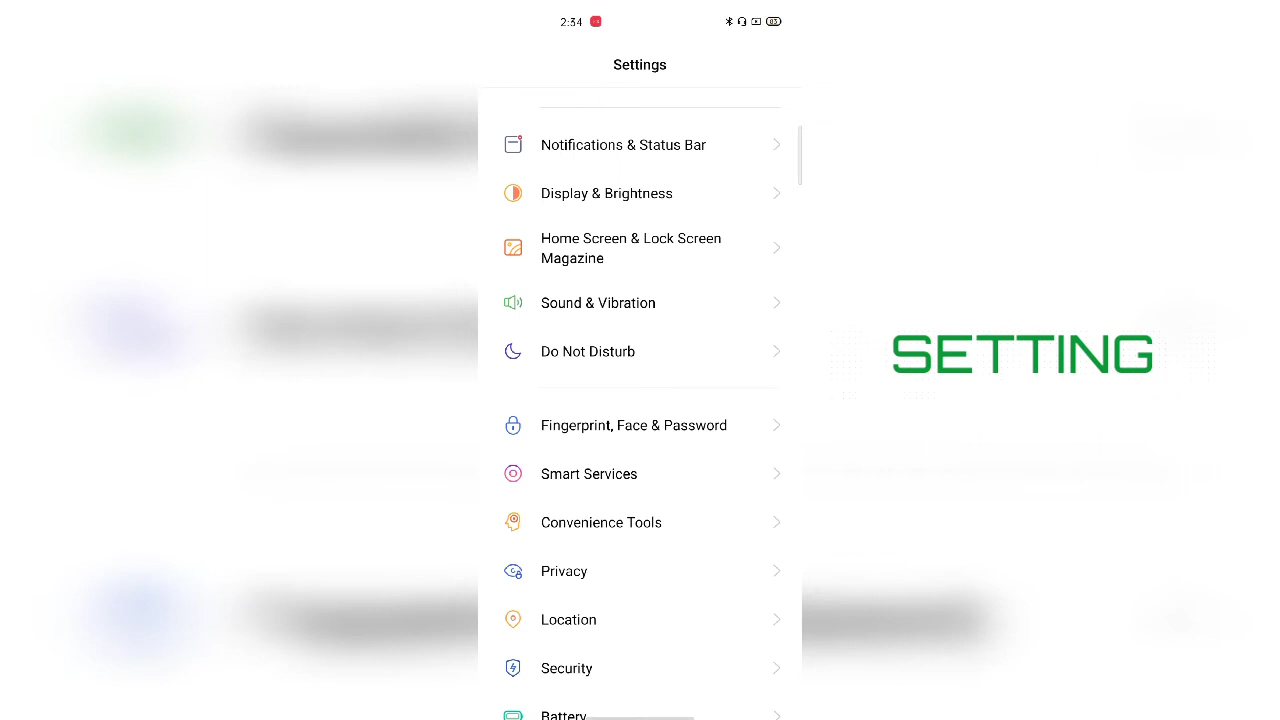 2:34
83
Settings
Notifications & Status Bar
Display & Brightness
Home Screen & Lock Screen
Magazine
Sound & Vibration
Do Not Disturb
SETTING
Fingerprint, Face & Password
Smart Services
Convenience Tools
Privacy
Location
Security
Battery